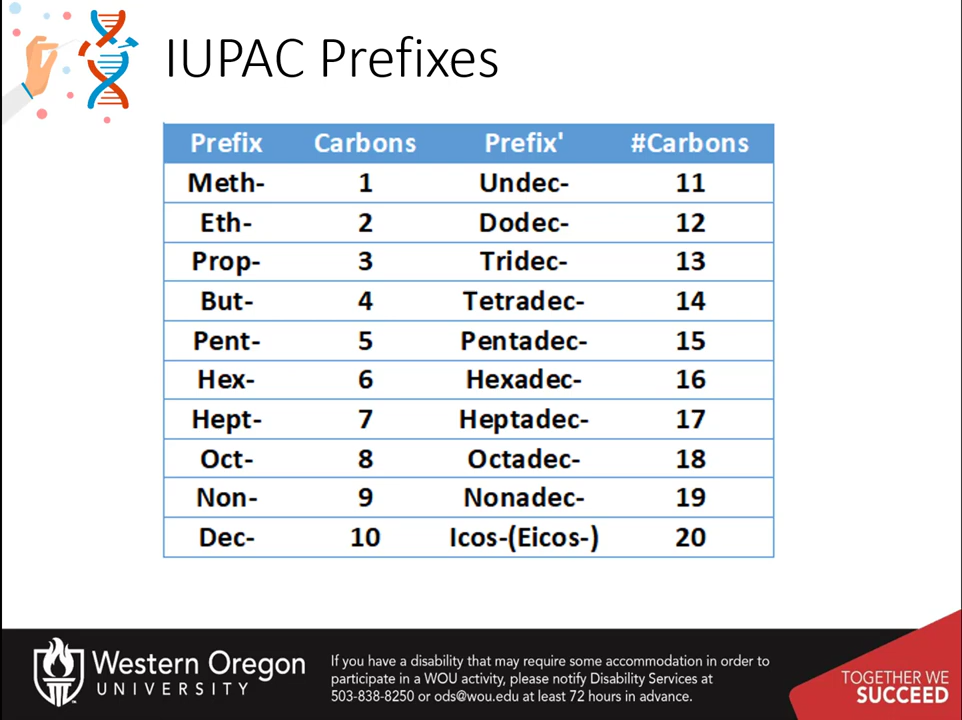 IUPAC Prefixes
Prefix Carbons Prefix' #Carbons
Meth- 1 Undec- 11
Eth- 2 Dodec- 12
Prop- 3 Tridec- 13
But- 4 Tetradec- 14
Pent- 5 Pentadec- 15
Hex- 6 Hexadec- 16
Hept- 7 Heptadec- 17
Oct- 8 Octadec- 18
Non- 9 Nonadec- 19
Dec- 10 Icos-(Eicos-) 20
Western Oregon
UNIVERSITY
If you have a disability that may require some accommodation in order to
participate in a WOU activity, please notify Disability Services at
503-838-8250 or ods@wou.edu at least 72 hours in advance.
TOGETHER WE
SUCCEED